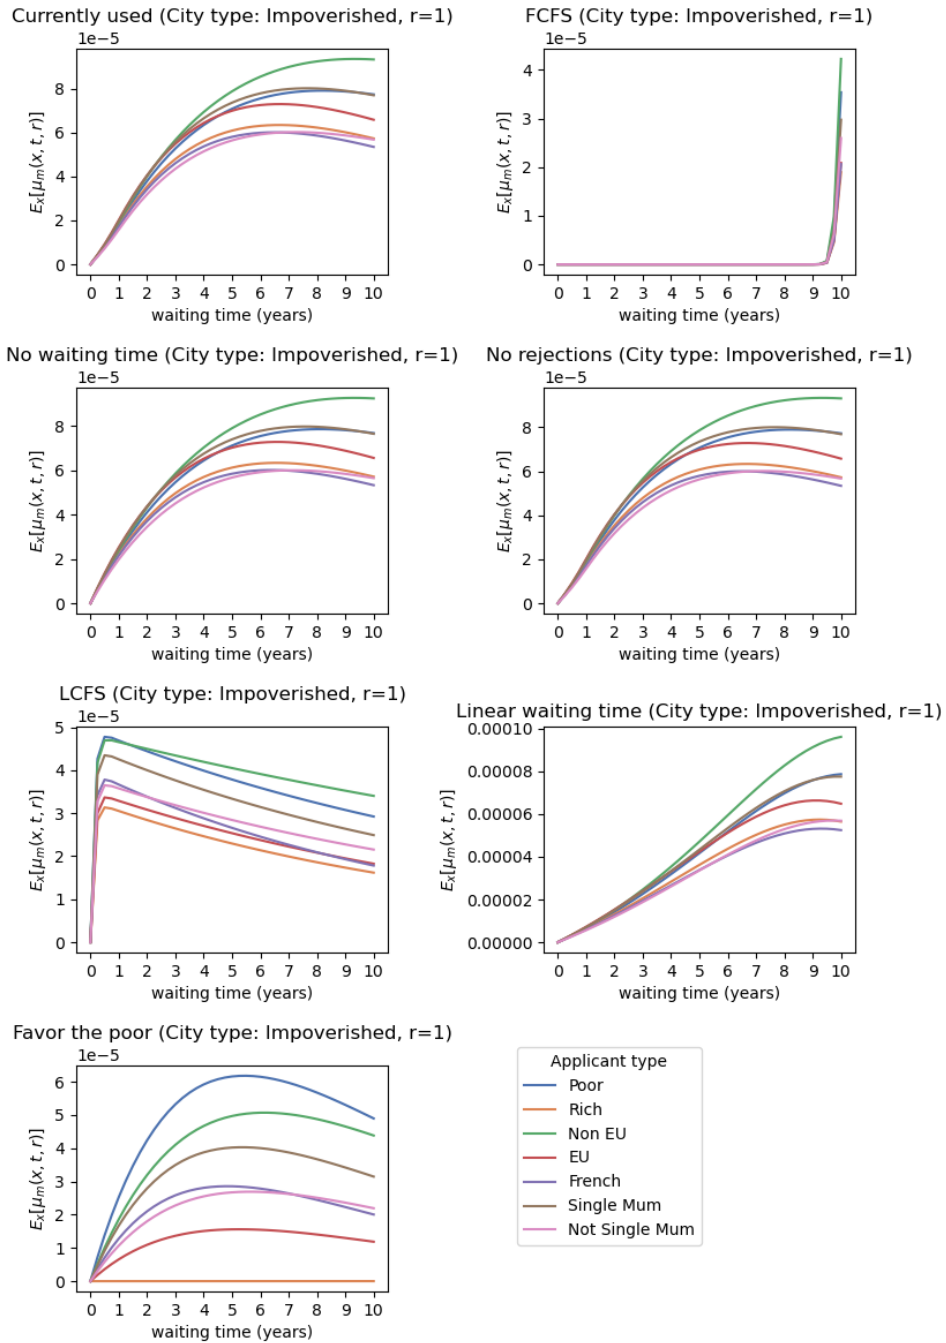 Currently used (City type: Impoverished, r=1)
1e−5
8
6
4
2
0
E_x[μ_m(x, t, r)]
0 1 2 3 4 5 6 7 8 9 10
waiting time (years)
FCFS (City type: Impoverished, r=1)
1e−5
4
3
2
1
0
E_x[μ_m(x, t, r)]
0 1 2 3 4 5 6 7 8 9 10
waiting time (years)
No waiting time (City type: Impoverished, r=1)
1e−5
8
6
4
2
0
E_x[μ_m(x, t, r)]
0 1 2 3 4 5 6 7 8 9 10
waiting time (years)
No rejections (City type: Impoverished, r=1)
1e−5
8
6
4
2
0
E_x[μ_m(x, t, r)]
0 1 2 3 4 5 6 7 8 9 10
waiting time (years)
LCFS (City type: Impoverished, r=1)
1e−5
5
4
3
2
1
0
E_x[μ_m(x, t, r)]
0 1 2 3 4 5 6 7 8 9 10
waiting time (years)
Linear waiting time (City type: Impoverished, r=1)
0.00010
0.00008
0.00006
0.00004
0.00002
0.00000
E_x[μ_m(x, t, r)]
0 1 2 3 4 5 6 7 8 9 10
waiting time (years)
Favor the poor (City type: Impoverished, r=1)
1e−5
6
5
4
3
2
1
0
E_x[μ_m(x, t, r)]
0 1 2 3 4 5 6 7 8 9 10
waiting time (years)
Applicant type
Poor
Rich
Non EU
EU
French
Single Mum
Not Single Mum